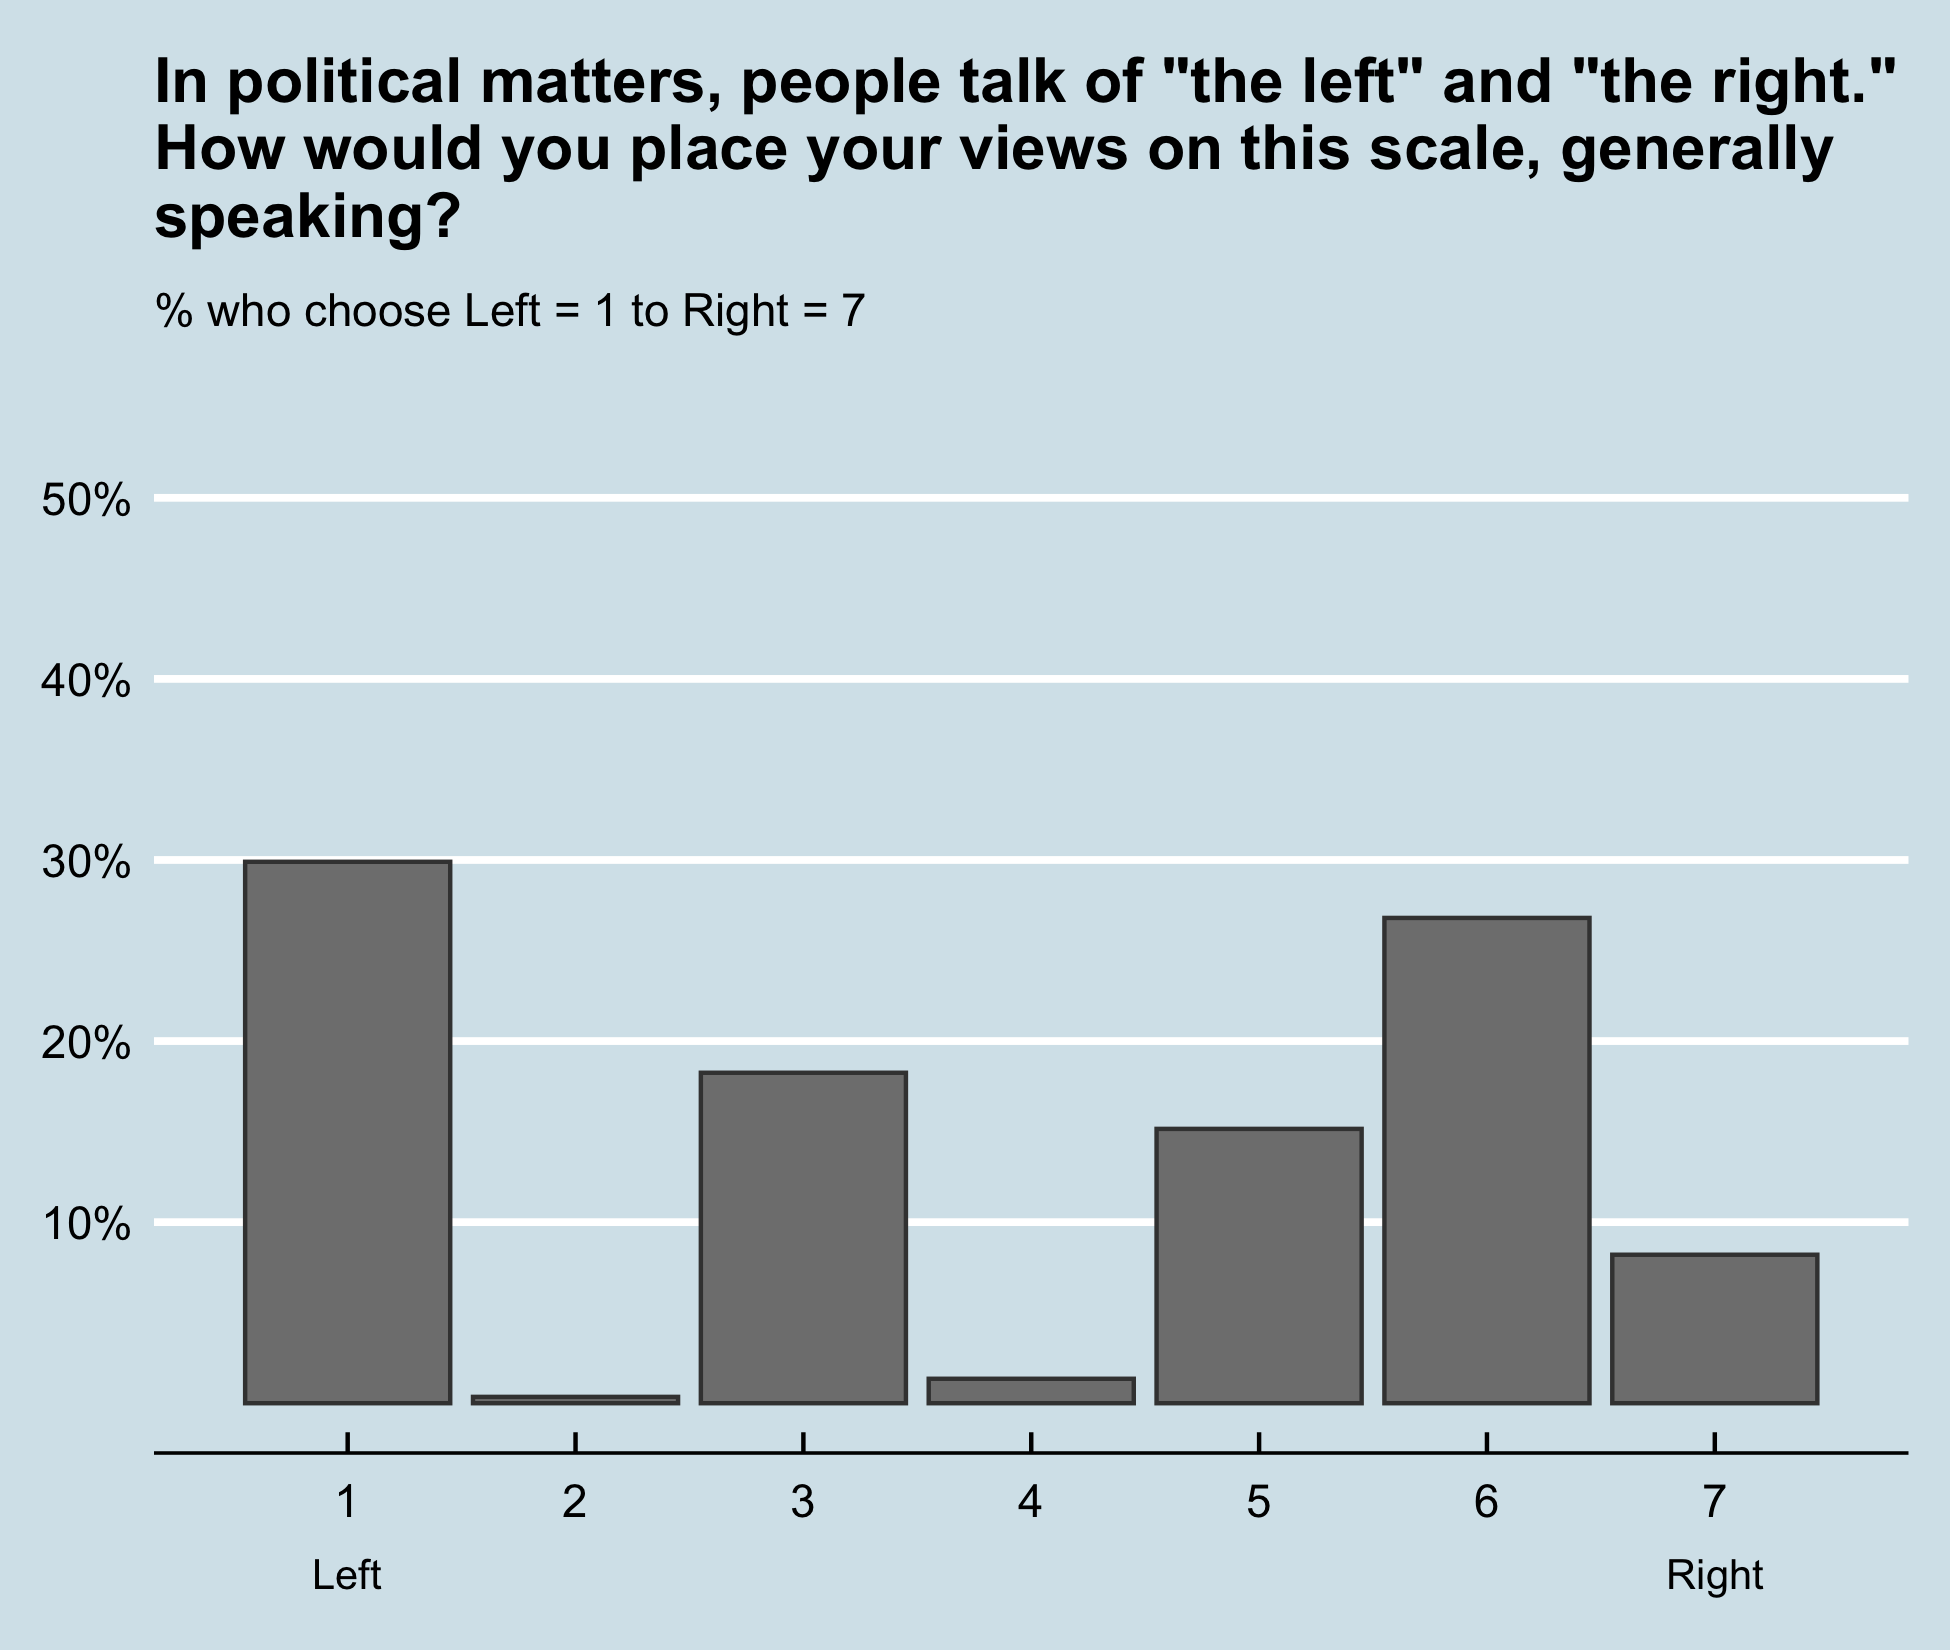 In political matters, people talk of "the left" and "the right."
How would you place your views on this scale, generally
speaking?
% who choose Left = 1 to Right = 7
50%
40%
30%
20%
10%
1 2 3 4 5 6 7
Left Right